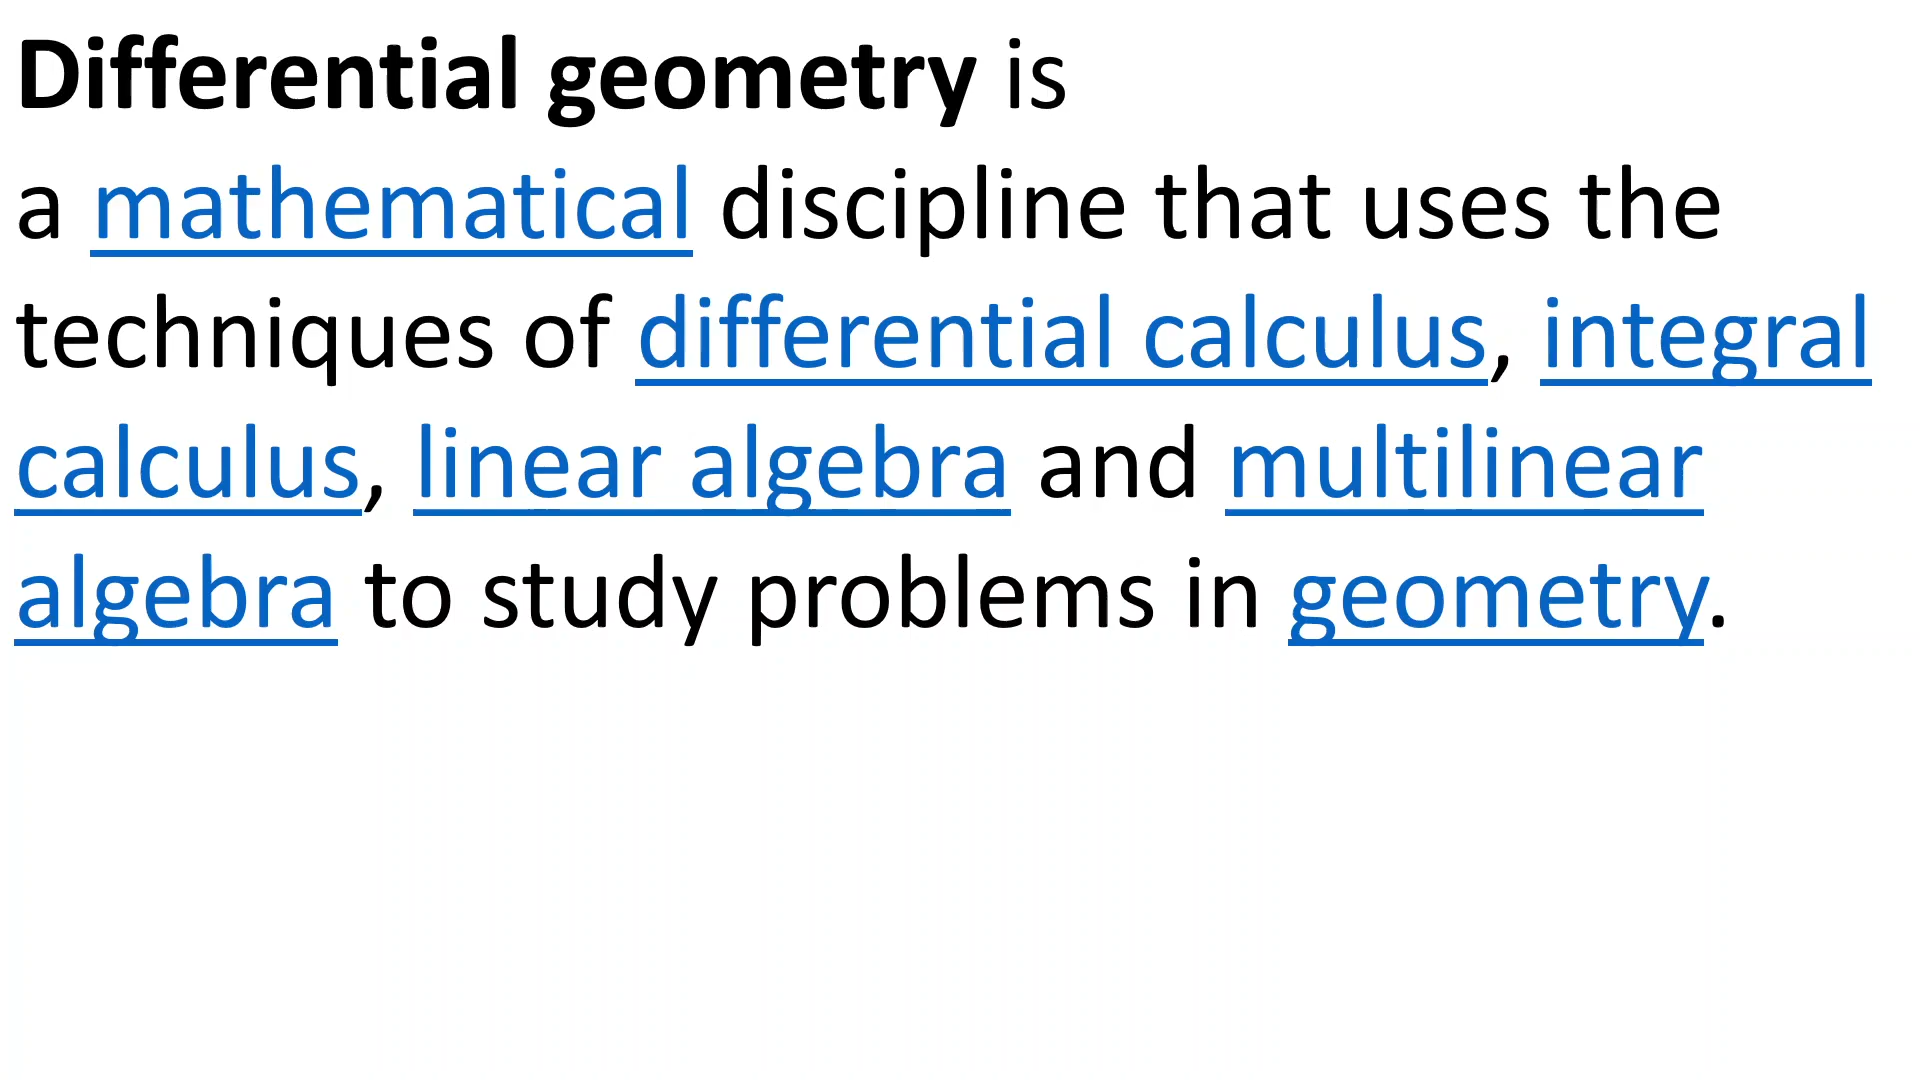 Differential geometry is
a mathematical discipline that uses the
techniques of differential calculus, integral
calculus, linear algebra and multilinear
algebra to study problems in geometry.